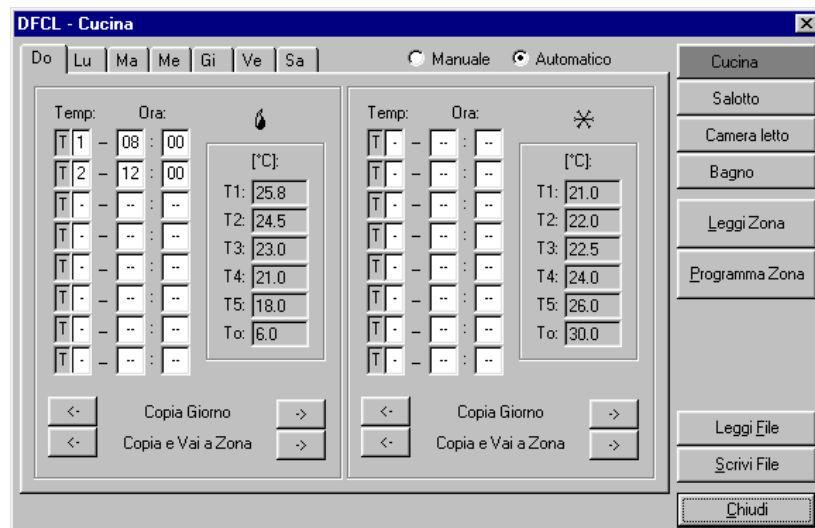 DFCL - Cucina
Do Lu Ma Me Gi Ve Sa Manuale Automatico
Temp: Ora:
T 1 - 08 : 00
T 2 - 12 : 00
T - - -- : --
T - - -- : --
T - - -- : --
T - - -- : --
T - - -- : --
T - - -- : --
[°C]:
T1: 25.8
T2: 24.5
T3: 23.0
T4: 21.0
T5: 18.0
To: 6.0
<- Copia Giorno ->
<- Copia e Vai a Zona ->
Temp: Ora:
T - - -- : --
T - - -- : --
T - - -- : --
T - - -- : --
T - - -- : --
T - - -- : --
T - - -- : --
T - - -- : --
[°C]:
T1: 21.0
T2: 22.0
T3: 22.5
T4: 24.0
T5: 26.0
To: 30.0
<- Copia Giorno ->
<- Copia e Vai a Zona ->
Cucina
Salotto
Camera letto
Bagno
Leggi Zona
Programma Zona
Leggi File
Scrivi File
Chiudi